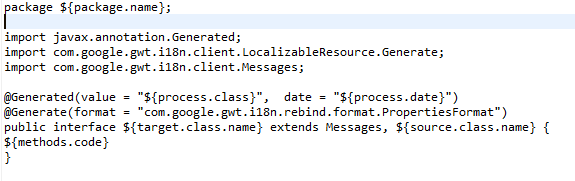 package ${package.name};
import javax.annotation.Generated;
import com.google.gwt.i18n.client.LocalizableResource.Generate;
import com.google.gwt.i18n.client.Messages;
@Generated(value = "${process.class}",  date = "${process.date}")
@Generate(format = "com.google.gwt.i18n.rebind.format.PropertiesFormat")
public interface ${target.class.name} extends Messages, ${source.class.name} {
${methods.code}
}